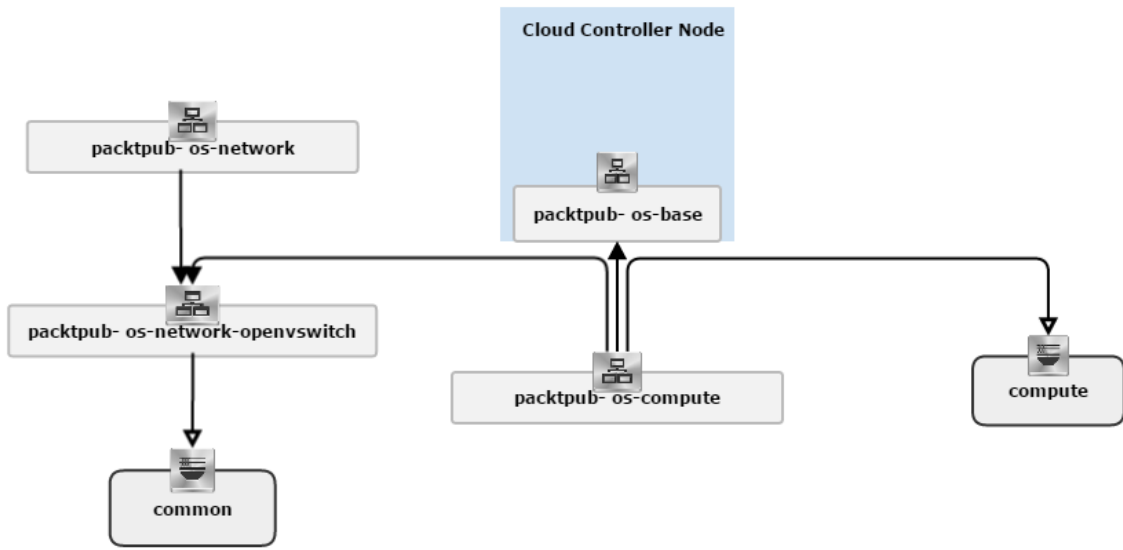 Cloud Controller Node
packtpub- os-network
packtpub- os-base
packtpub- os-network-openvswitch
packtpub- os-compute
compute
common